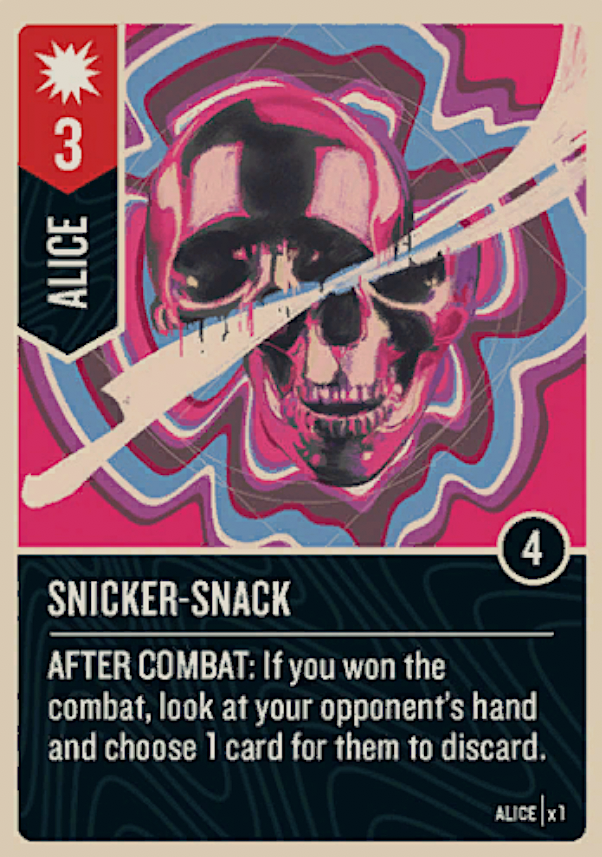 3
ALICE
4
SNICKER-SNACK
AFTER COMBAT: If you won the
combat, look at your opponent's hand
and choose 1 card for them to discard.
ALICE | x1